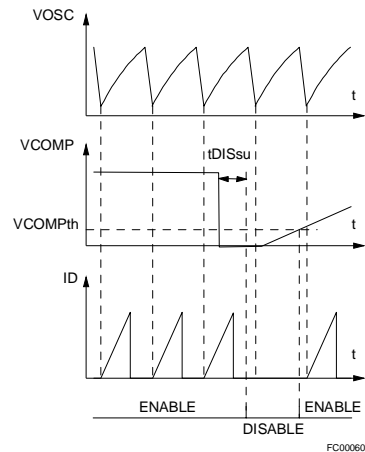 VOSC
t
VCOMP
tDISsu
VCOMPth
t
ID
t
ENABLE
ENABLE
DISABLE
FC00060